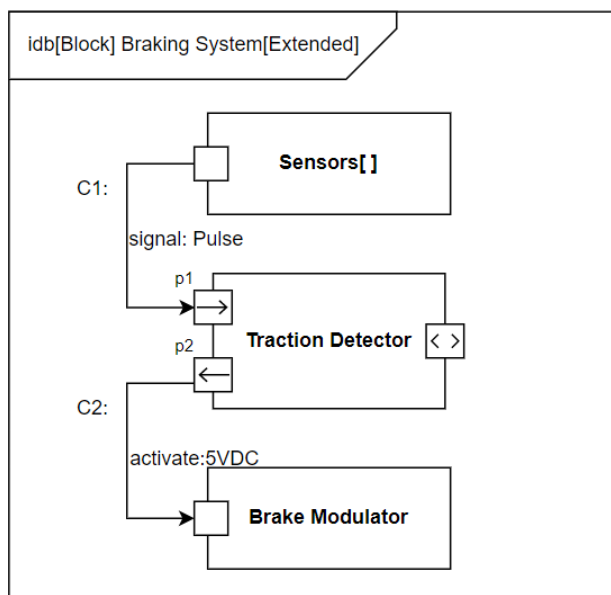 idb[Block] Braking System[Extended]
Sensors[ ]
C1:
signal: Pulse
p1
Traction Detector
p2
C2:
activate:5VDC
Brake Modulator